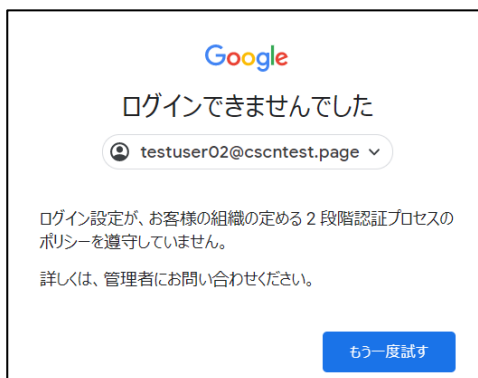 Google
ログインできませんでした
testuser02@cscntest.page
ログイン設定が、お客様の組織の定める 2 段階認証プロセスの
ポリシーを遵守していません。
詳しくは、管理者にお問い合わせください。
もう一度試す